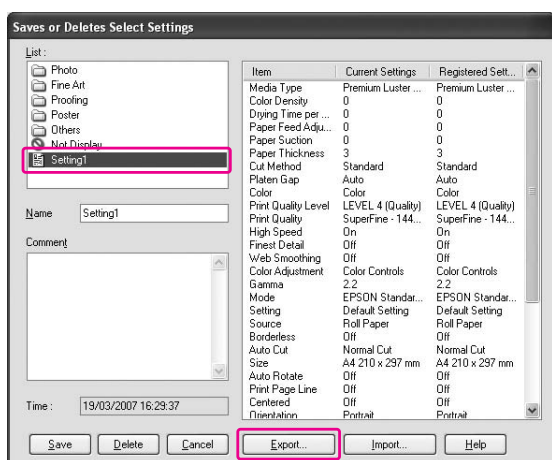 Saves or Deletes Select Settings
List :
Photo
Fine Art
Proofing
Poster
Others
Not Display
Setting1
Name Setting1
Comment
Time : 19/03/2007 16:29:37
Item Current Settings Registered Sett...
Media Type Premium Luster ... Premium Luster ...
Color Density 0 0
Drying Time per ... 0 0
Paper Feed Adju... 0 0
Paper Suction 0 0
Paper Thickness 3 3
Cut Method Standard Standard
Platen Gap Auto Auto
Color Color Color
Print Quality Level LEVEL 4 (Quality) LEVEL 4 (Quality)
Print Quality SuperFine - 144... SuperFine - 144...
High Speed On On
Finest Detail Off Off
Web Smoothing Off Off
Color Adjustment Color Controls Color Controls
Gamma 2.2 2.2
Mode EPSON Standar... EPSON Standar...
Setting Default Setting Default Setting
Source Roll Paper Roll Paper
Borderless Off Off
Auto Cut Normal Cut Normal Cut
Size A4 210 x 297 mm A4 210 x 297 mm
Auto Rotate Off Off
Print Page Line Off Off
Centered Off Off
Orientation Portrait Portrait
Save Delete Cancel Export... Import... Help